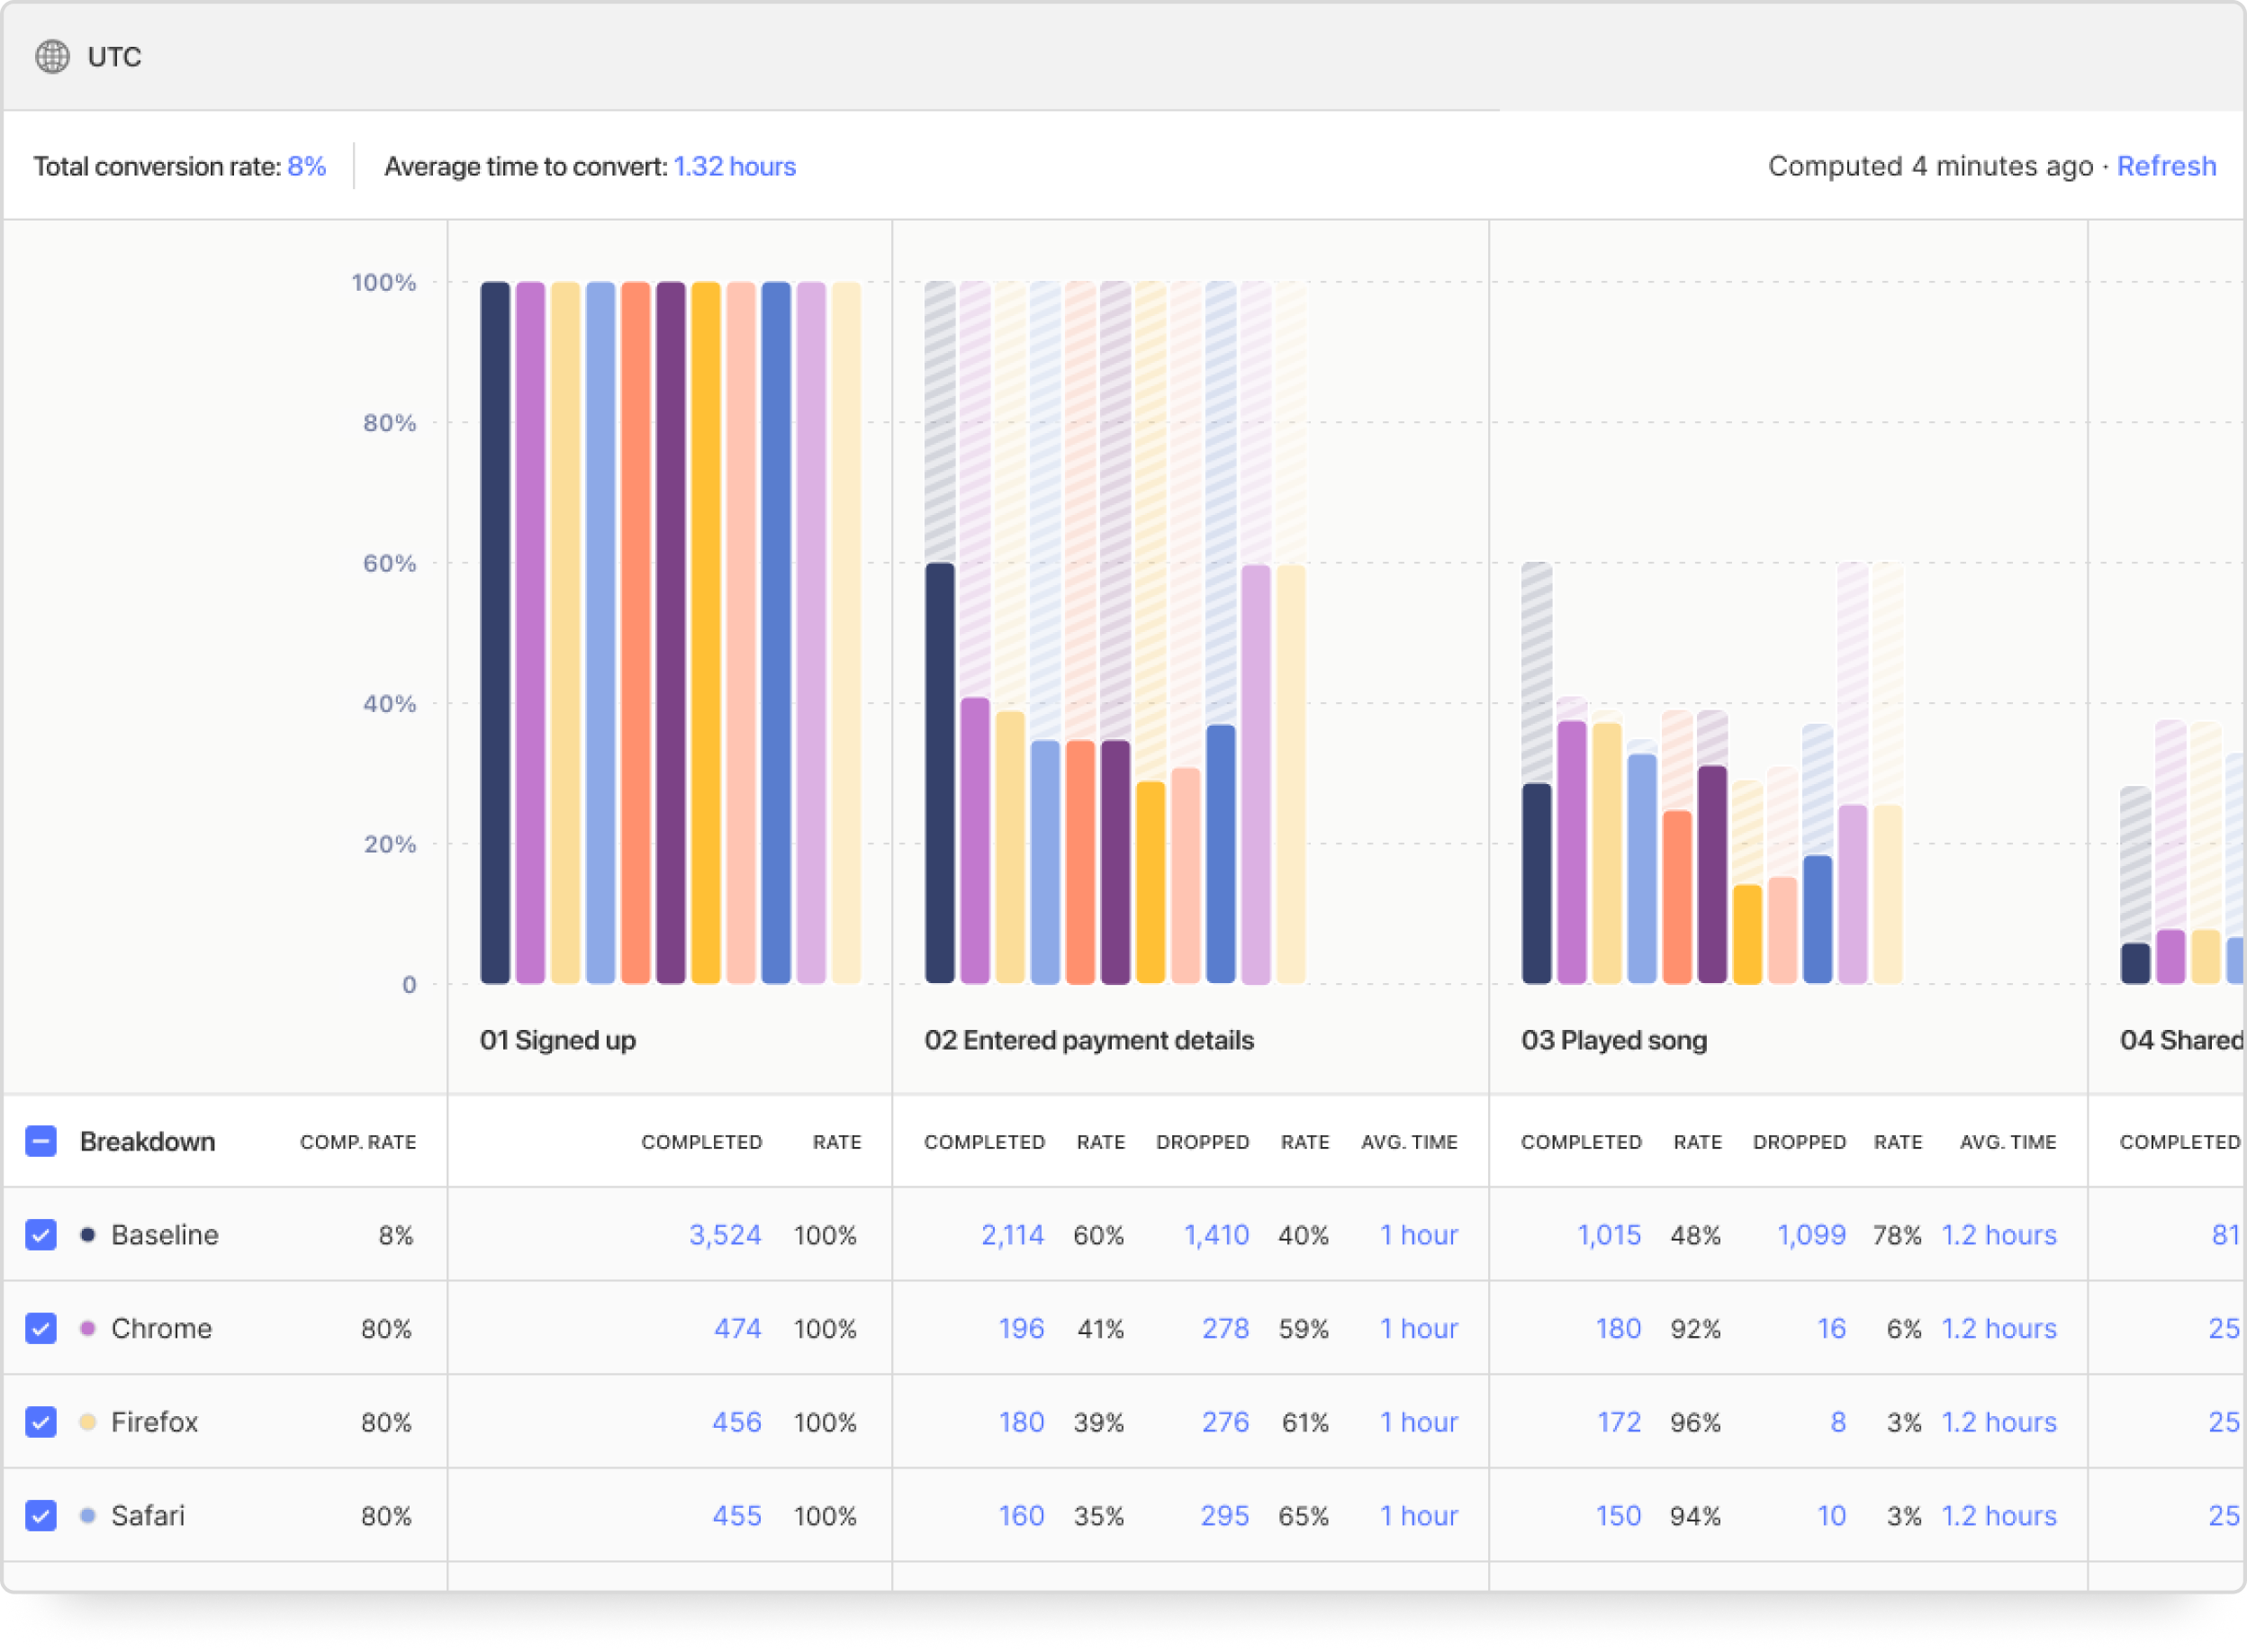 UTC
Total conversion rate: 8% Average time to convert: 1.32 hours Computed 4 minutes ago · Refresh
100%
80%
60%
40%
20%
0
01 Signed up 02 Entered payment details 03 Played song 04 Shared
Breakdown COMP. RATE COMPLETED RATE COMPLETED RATE DROPPED RATE AVG. TIME COMPLETED RATE DROPPED RATE AVG. TIME COMPLETED
Baseline 8% 3,524 100% 2,114 60% 1,410 40% 1 hour 1,015 48% 1,099 78% 1.2 hours 81
Chrome 80% 474 100% 196 41% 278 59% 1 hour 180 92% 16 6% 1.2 hours 25
Firefox 80% 456 100% 180 39% 276 61% 1 hour 172 96% 8 3% 1.2 hours 25
Safari 80% 455 100% 160 35% 295 65% 1 hour 150 94% 10 3% 1.2 hours 25